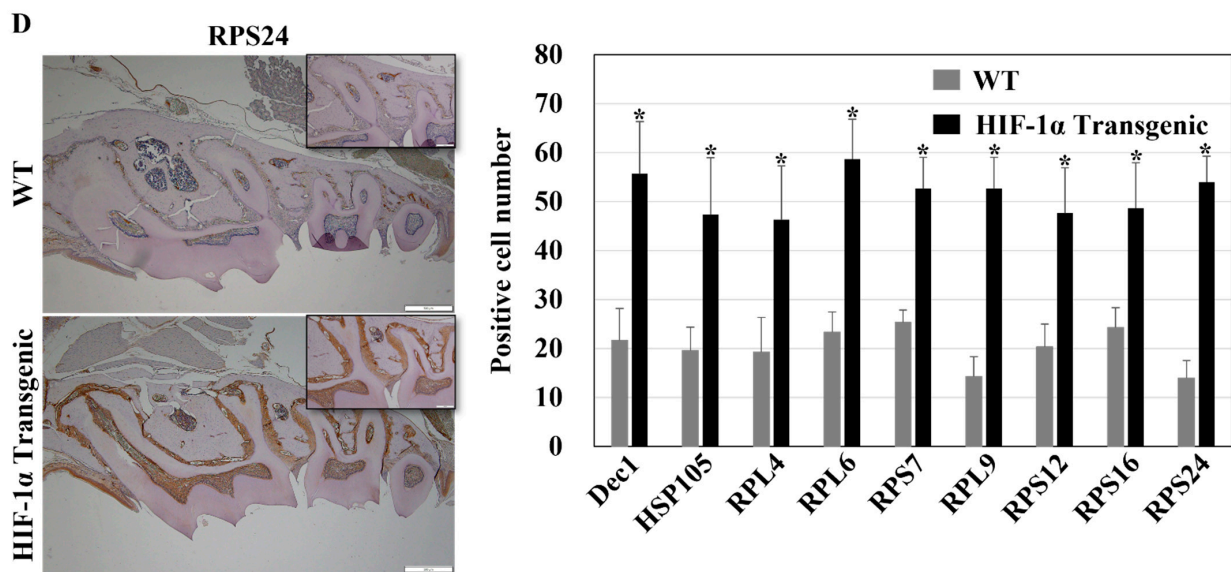 D
RPS24
WT
HIF-1α Transgenic
Positive cell number
80
70
60
50
40
30
20
10
0
WT
HIF-1α Transgenic
*
*
*
*
*
*
*
*
*
Dec1
HSP105
RPL4
RPL6
RPS7
RPL9
RPS12
RPS16
RPS24